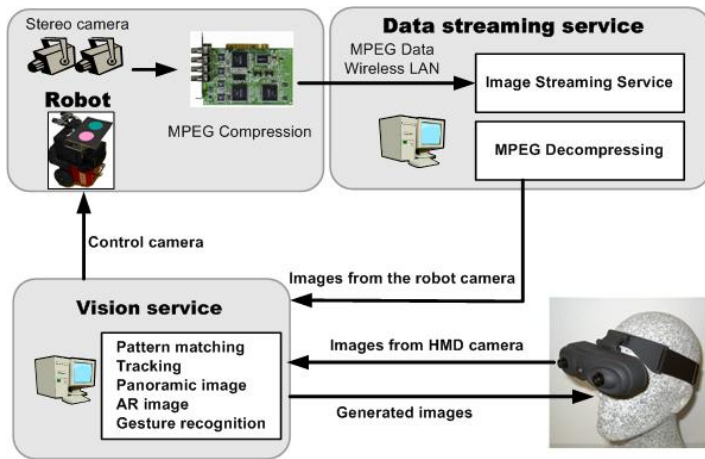 Stereo camera
Robot
MPEG Compression
Data streaming service
MPEG Data
Wireless LAN
Image Streaming Service
MPEG Decompressing
Control camera
Images from the robot camera
Vision service
Pattern matching
Tracking
Panoramic image
AR image
Gesture recognition
Images from HMD camera
Generated images